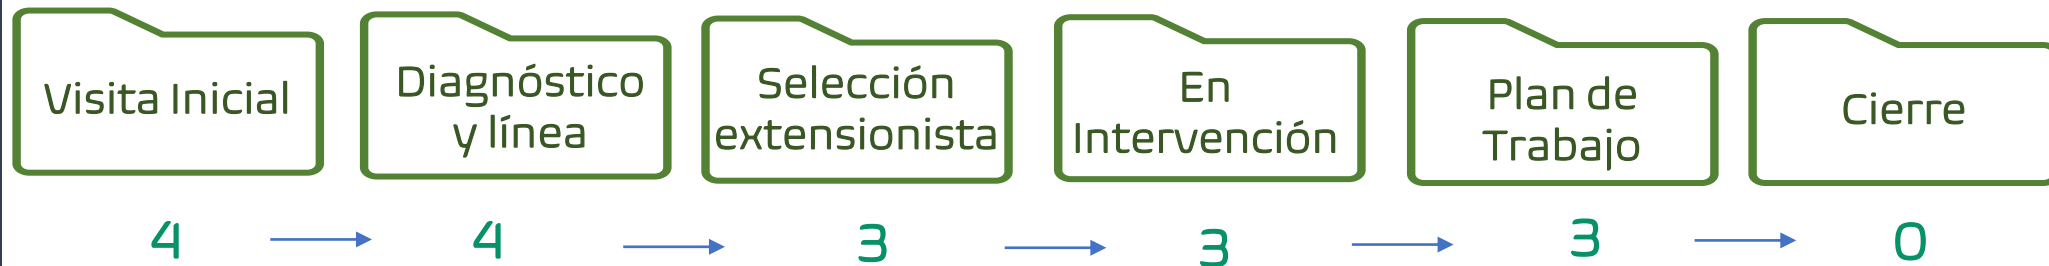 Visita Inicial
Diagnóstico
y línea
Selección
extensionista
En
Intervención
Plan de
Trabajo
Cierre
4
4
3
3
3
0